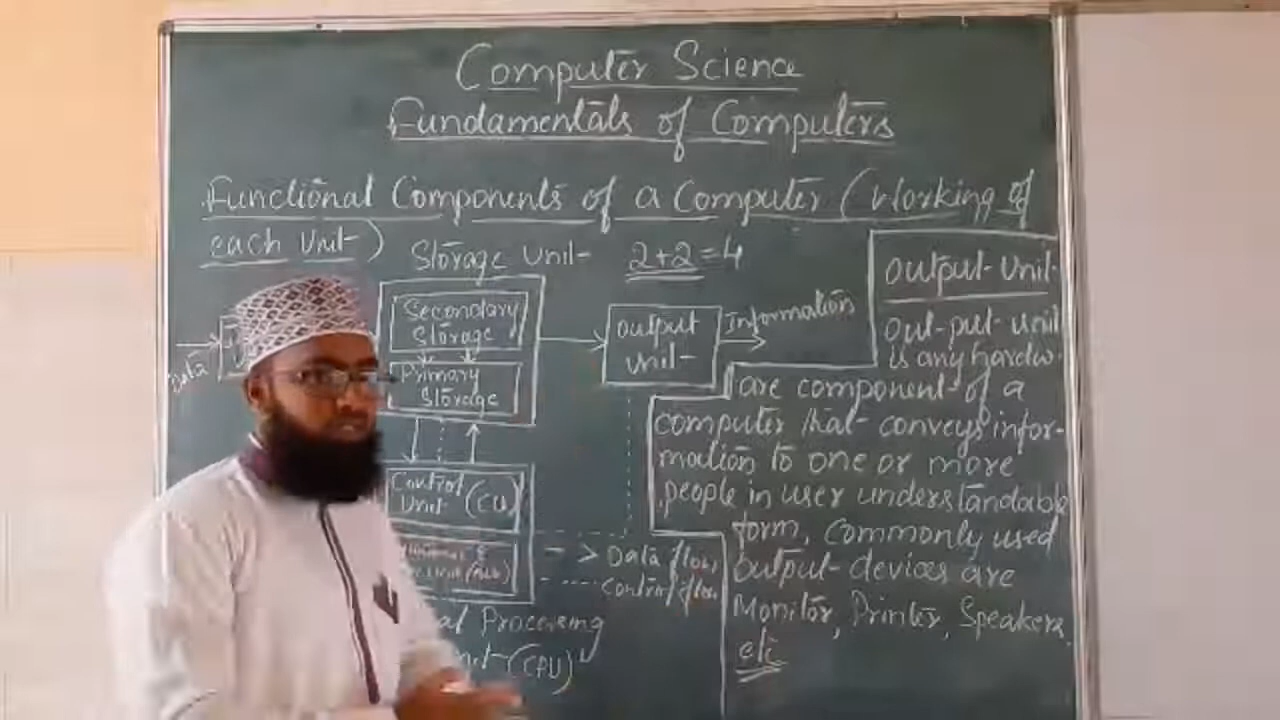 Computer Science
Fundamentals of Computers
Functional Components of a Computer (Working of
each Unit)
Storage Unit
2+2=4
Data
Secondary
Storage
Primary
Storage
Control
Unit (CU)
Output
Unit
Information
Data flow
Control flow
Processing
(CPU)
Output Unit
Out-put unit
is any hardw-
are component of a
computer that conveys infor-
mation to one or more
people in user understandable
form, Commonly used
output devices are
Monitor, Printer, Speakers
etc